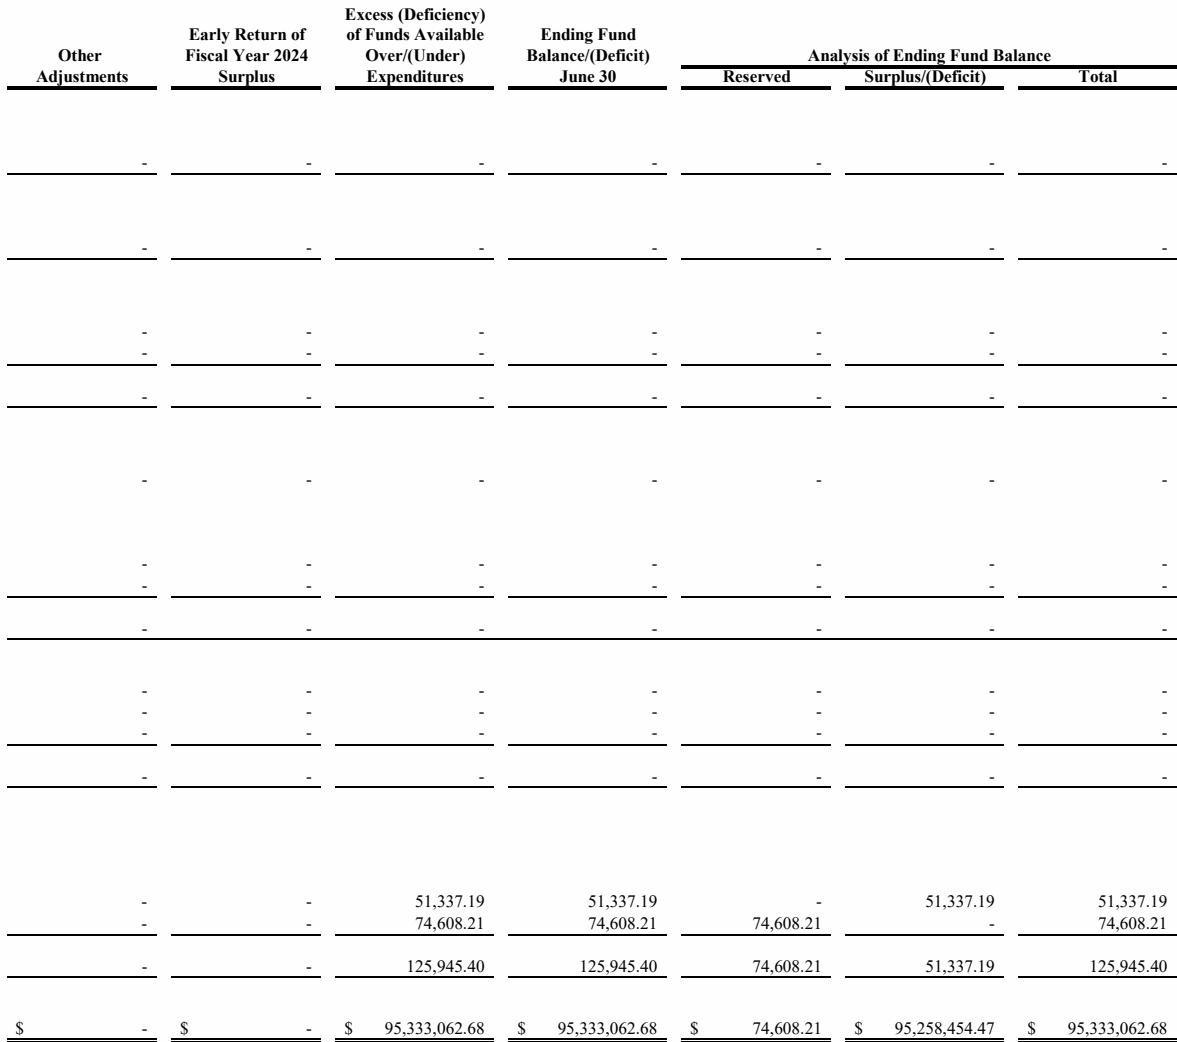 Excess (Deficiency)
Early Return of of Funds Available Ending Fund
Other Fiscal Year 2024 Over/(Under) Balance/(Deficit) Analysis of Ending Fund Balance
Adjustments Surplus Expenditures June 30 Reserved Surplus/(Deficit) Total
- - - - - - -
- - - - - - -
- - - - - - -
- - - - - - -
- - - - - - -
- - - - - - -
- - - - - - -
- - - - - - -
- - - - - - -
- - - - - - -
- - - - - - -
- - - - - - -
- - - - - - -
- - 51,337.19 51,337.19 - 51,337.19 51,337.19
- - 74,608.21 74,608.21 74,608.21 - 74,608.21
- - 125,945.40 125,945.40 74,608.21 51,337.19 125,945.40
$ - $ - $ 95,333,062.68 $ 95,333,062.68 $ 74,608.21 $ 95,258,454.47 $ 95,333,062.68